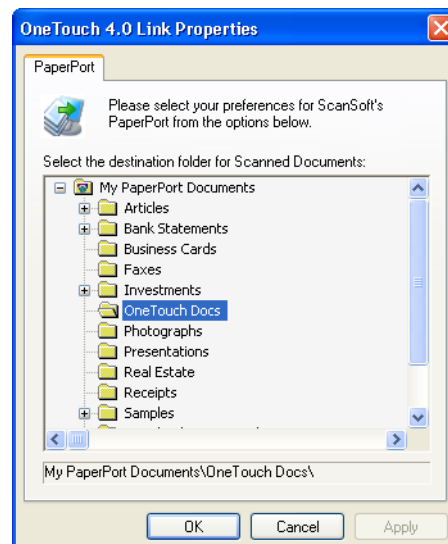 OneTouch 4.0 Link Properties
PaperPort
Please select your preferences for ScanSoft's
PaperPort from the options below.
Select the destination folder for Scanned Documents:
My PaperPort Documents
Articles
Bank Statements
Business Cards
Faxes
Investments
OneTouch Docs
Photographs
Presentations
Real Estate
Receipts
Samples
My PaperPort Documents\OneTouch Docs\
OK Cancel Apply